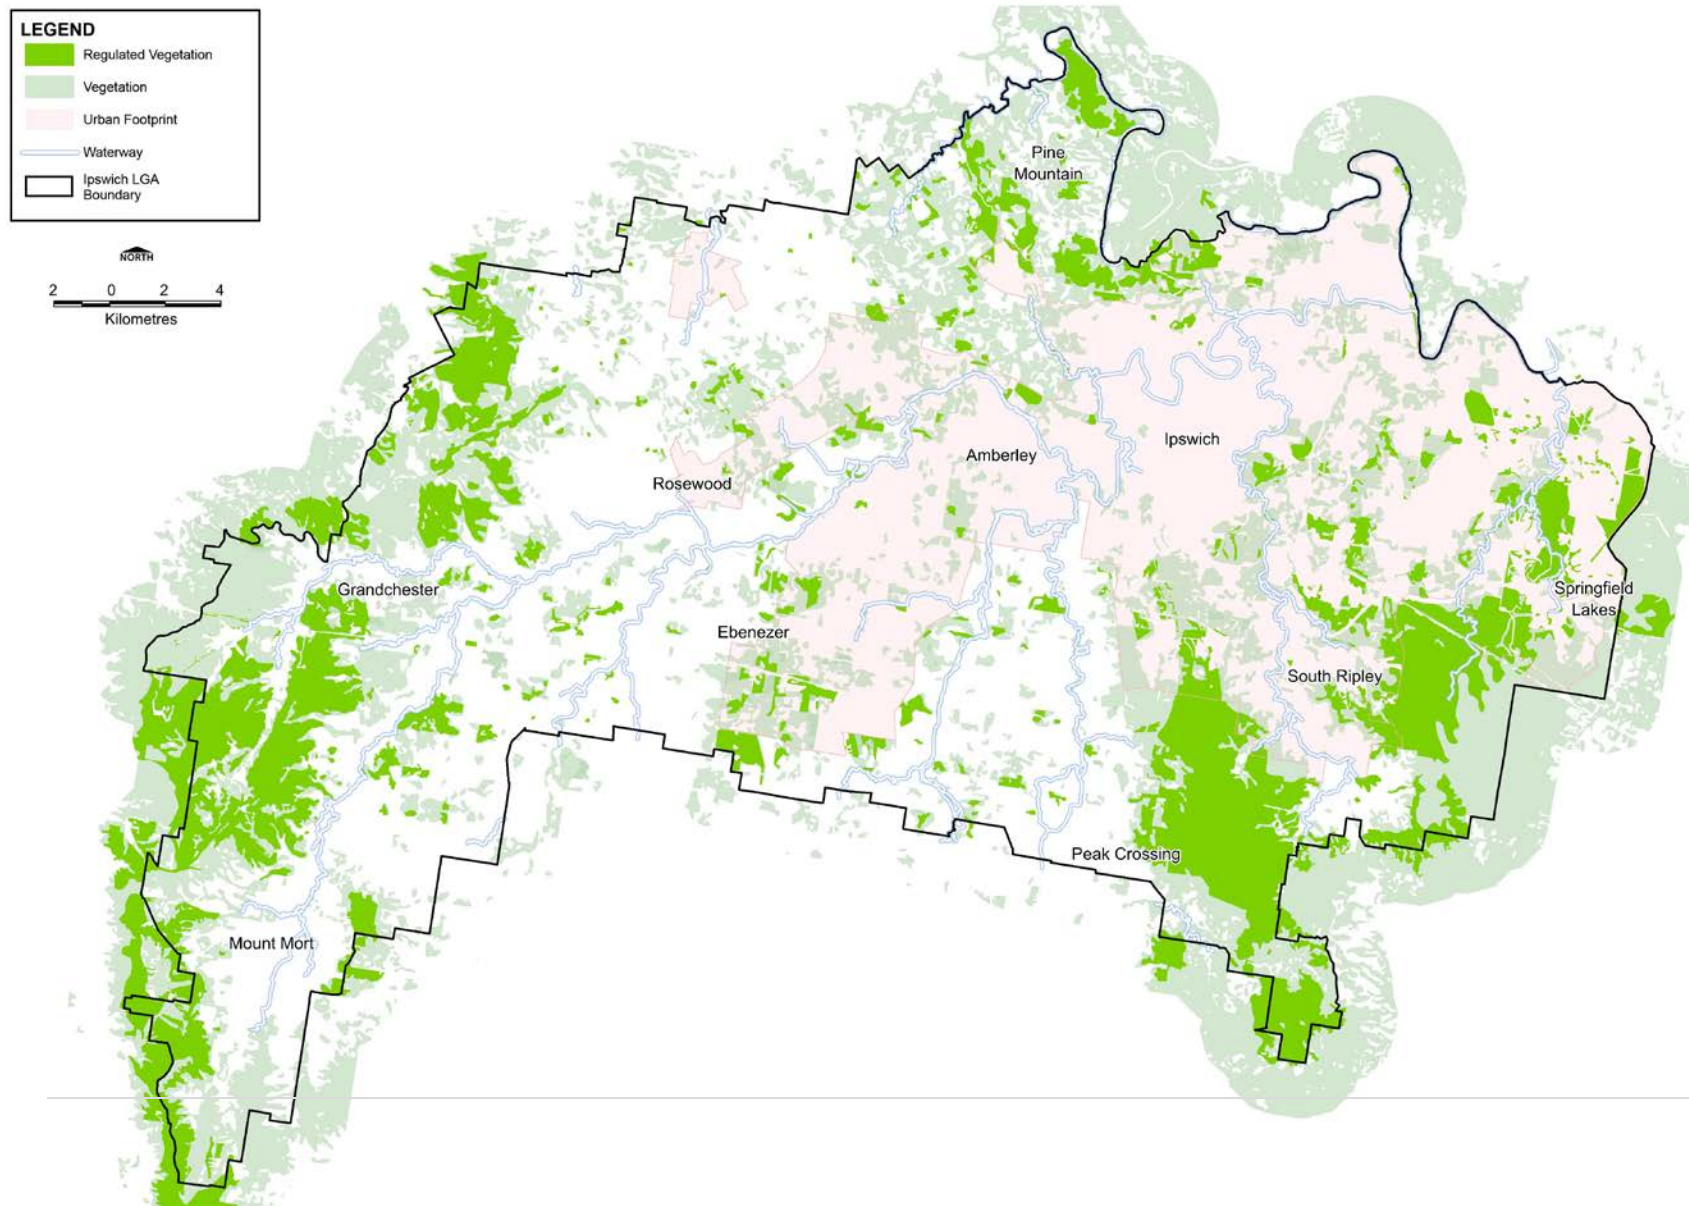 LEGEND
Regulated Vegetation
Vegetation
Urban Footprint
Waterway
Ipswich LGA
Boundary
NORTH
2 0 2 4
Kilometres
Pine
Mountain
Ipswich
Amberley
Rosewood
Grandchester
Springfield
Lakes
Ebenezer
South Ripley
Peak Crossing
Mount Mort